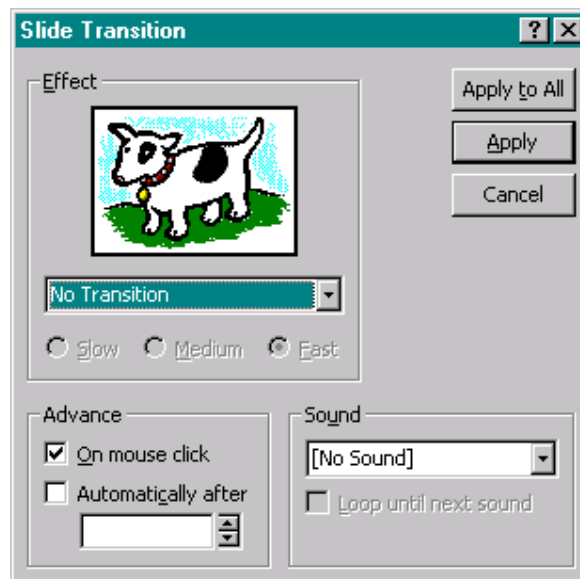 Slide Transition
Effect
Apply to All
Apply
Cancel
No Transition
Slow Medium Fast
Advance
On mouse click
Automatically after
Sound
[No Sound]
Loop until next sound